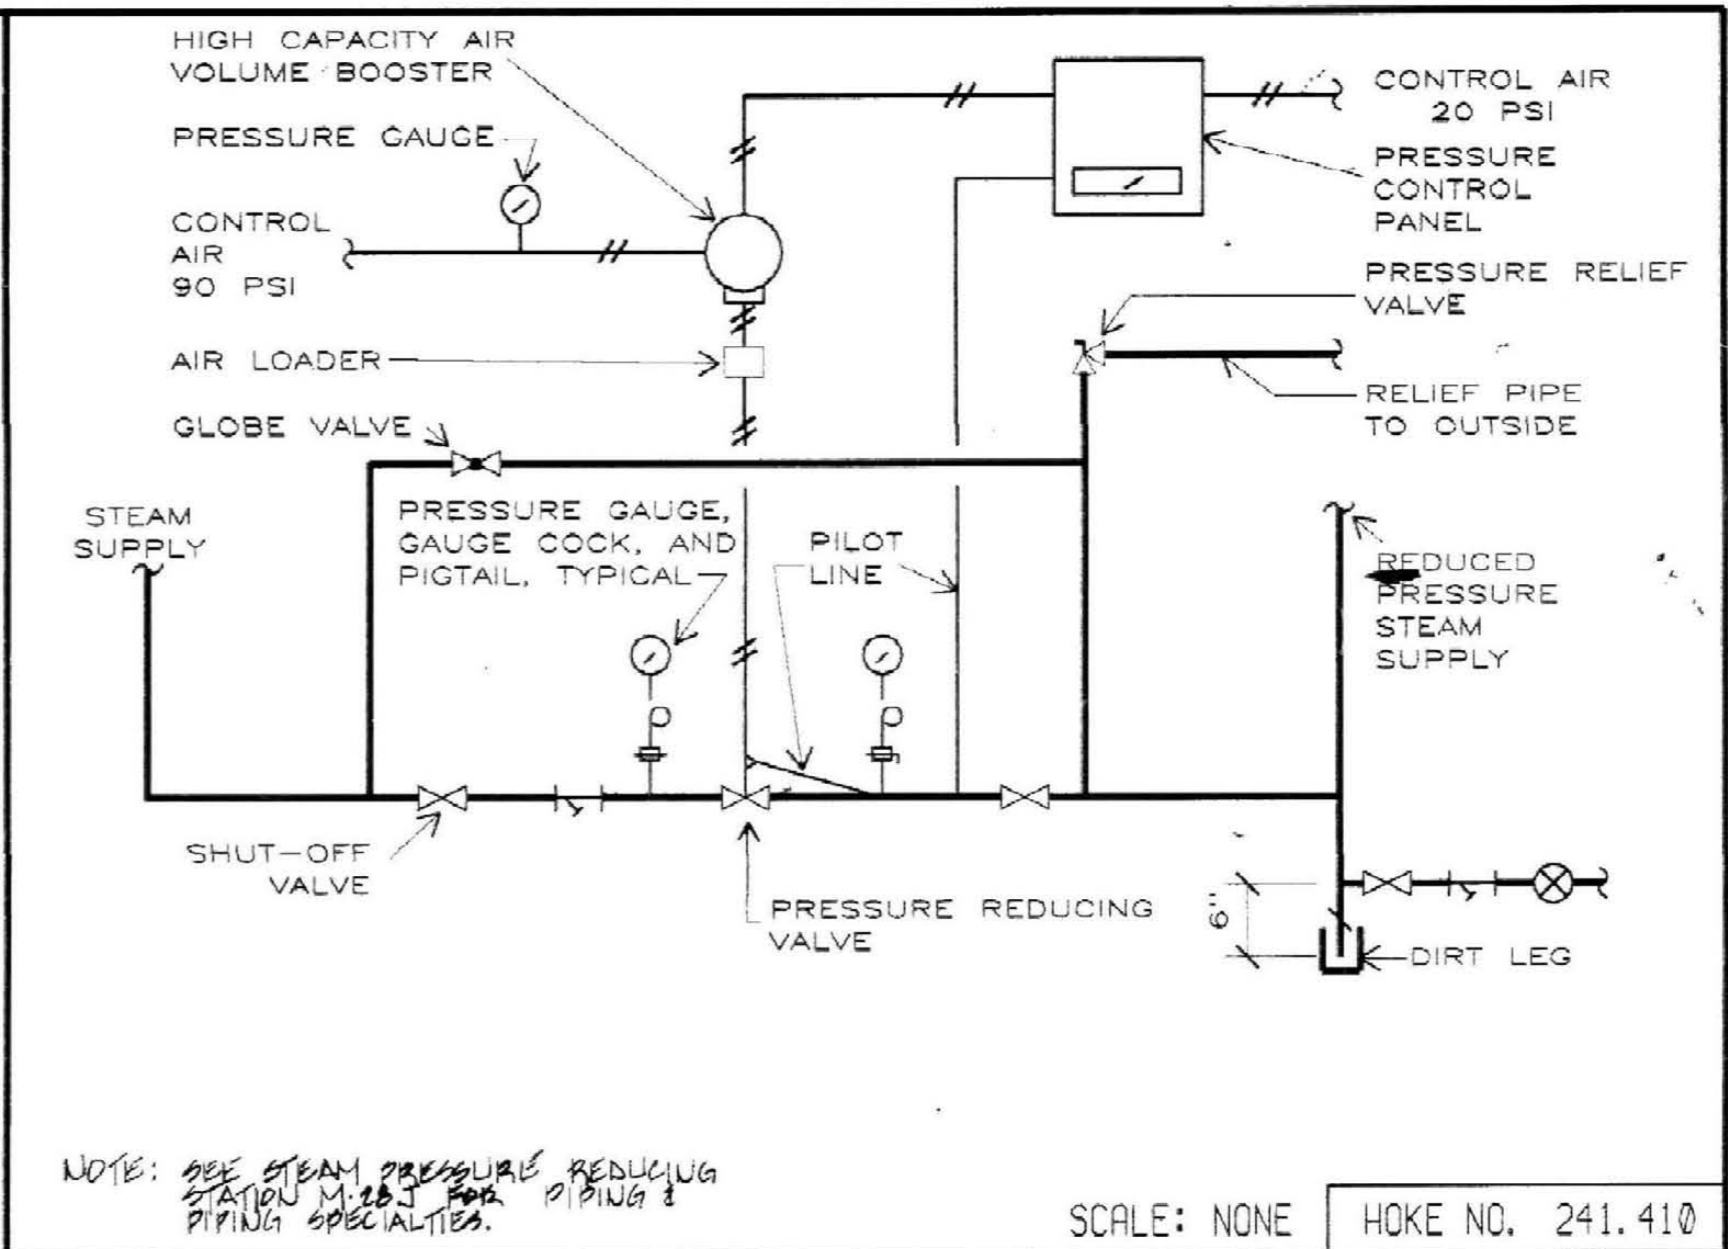 HIGH CAPACITY AIR
VOLUME BOOSTER
PRESSURE GAUGE
CONTROL
AIR
90 PSI
AIR LOADER
GLOBE VALVE
CONTROL AIR
20 PSI
PRESSURE
CONTROL
PANEL
PRESSURE RELIEF
VALVE
RELIEF PIPE
TO OUTSIDE
STEAM
SUPPLY
PRESSURE GAUGE,
GAUGE COCK, AND
PIGTAIL, TYPICAL
PILOT
LINE
REDUCED
PRESSURE
STEAM
SUPPLY
SHUT-OFF
VALVE
PRESSURE REDUCING
VALVE
6"
DIRT LEG
NOTE: SEE STEAM PRESSURE REDUCING
STATION M.28J FOR PIPING &
PIPING SPECIALTIES.
SCALE: NONE
HOKE NO. 241.410